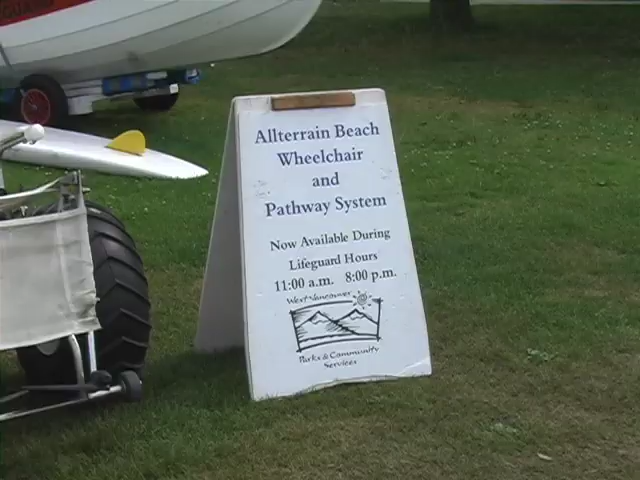 Allterrain Beach
Wheelchair
and
Pathway System
Now Available During
Lifeguard Hours
11:00 a.m. 8:00 p.m.
West Vancouver
Parks & Community
Services